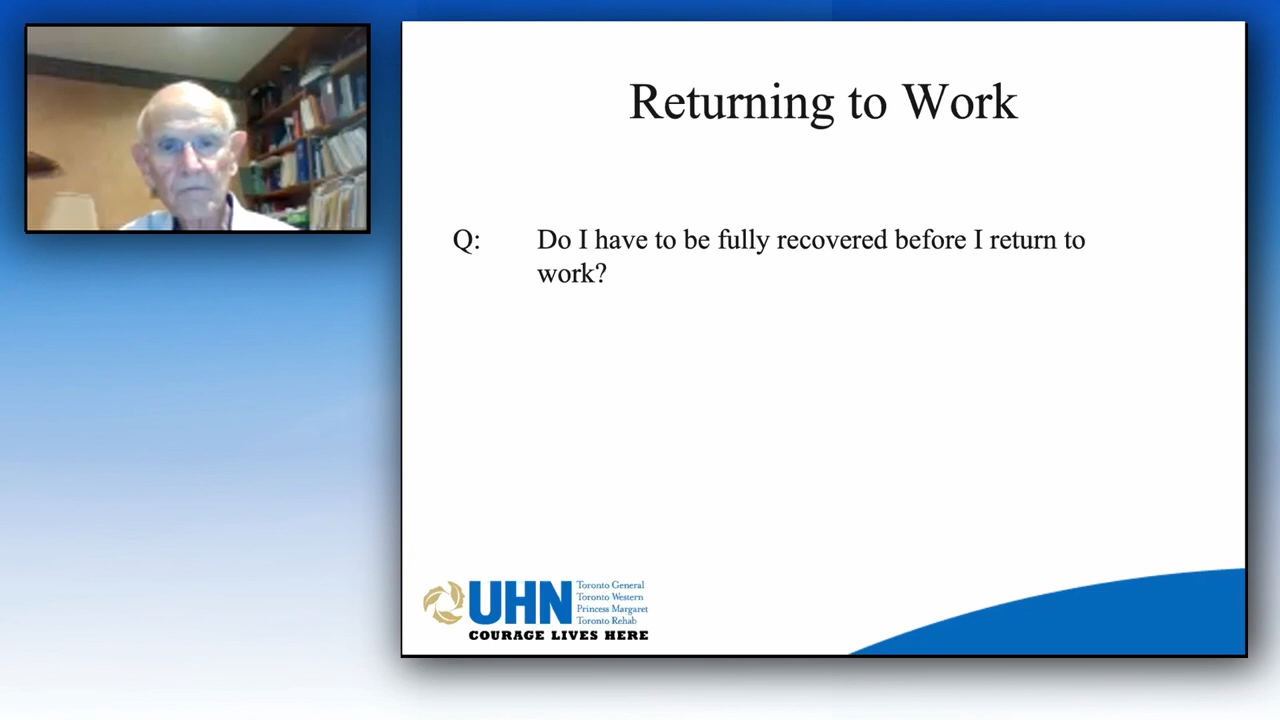 Returning to Work
Q: Do I have to be fully recovered before I return to
work?
UHN
Toronto General
Toronto Western
Princess Margaret
Toronto Rehab
COURAGE LIVES HERE